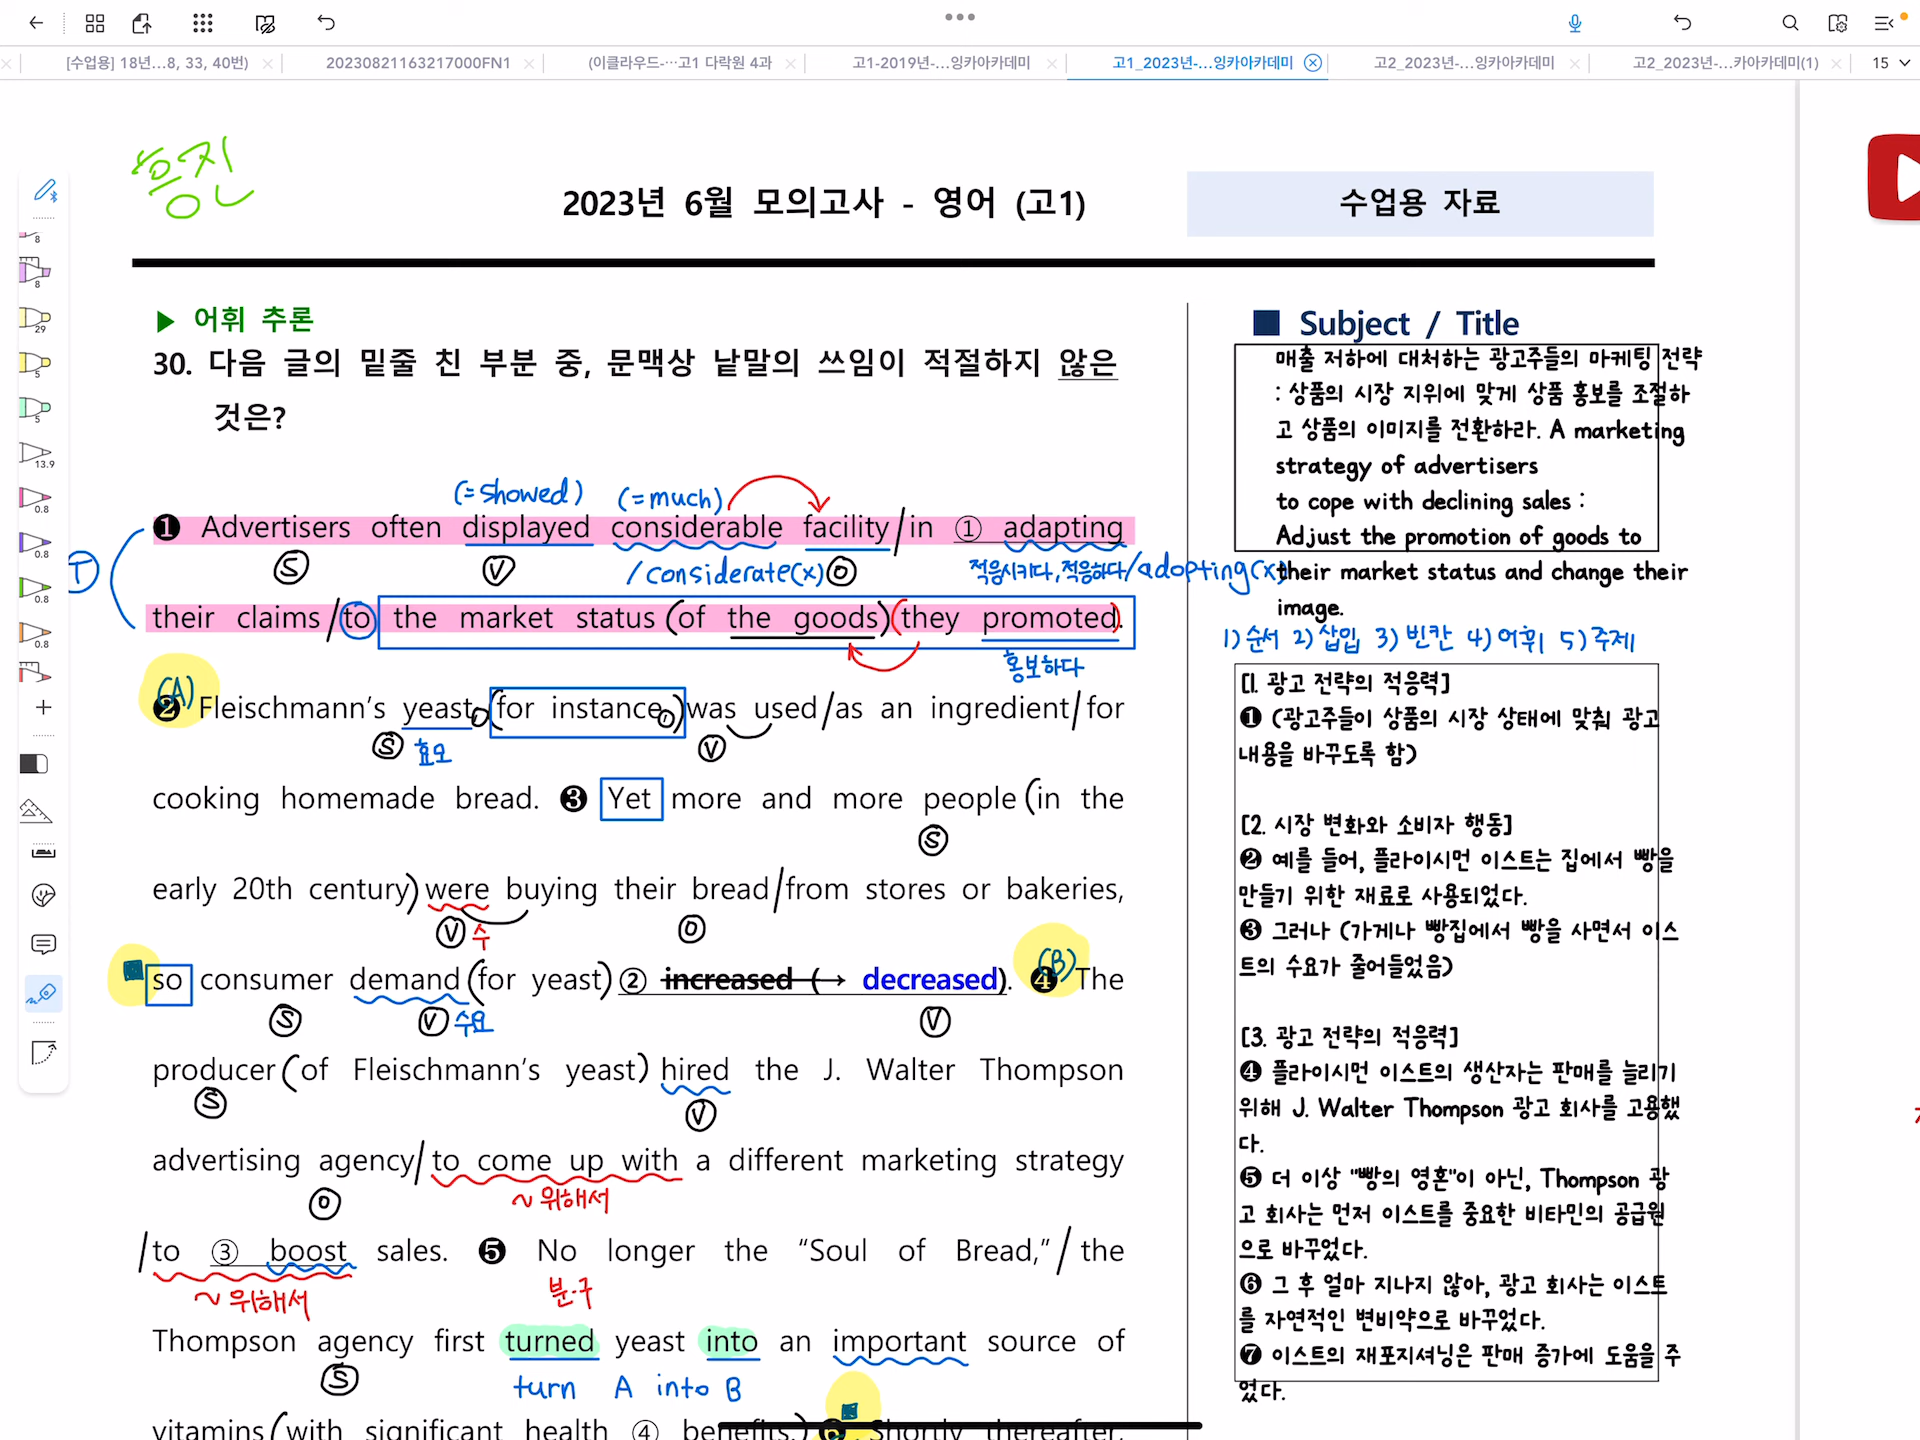 [수업용] 18년...8, 33, 40번)
20230821163217000FN1
(이클라우드-…고1 다락원 4과
고1-2019년-...잉카아카데미
고1_2023년-...잉카아카데미
고2_2023년-...잉카아카데미
고2_2023년-...카아카데미(1)
15
2023년 6월 모의고사 - 영어 (고1)
수업용 자료
8
8
29
5
5
13.9
0.8
0.8
0.8
0.8
▶ 어휘 추론
30. 다음 글의 밑줄 친 부분 중, 문맥상 낱말의 쓰임이 적절하지 않은
것은?
(=showed) (=much)
❶ Advertisers often displayed considerable facility/in ① adapting
Ⓢ Ⓥ /considerate(x) Ⓞ 적응시키다, 적응하다/adopting(x)
T
their claims/to the market status (of the goods)(they promoted).
홍보하다
(A)
❷ Fleischmann's yeast, (for instance,) was used/as an ingredient/for
Ⓢ 효모 Ⓥ
cooking homemade bread. ❸ Yet more and more people (in the
Ⓢ
early 20th century) were buying their bread/from stores or bakeries,
Ⓥ 수 Ⓞ
(B)
so consumer demand (for yeast) ② increased (→ decreased). ❹ The
Ⓢ Ⓥ 수요 Ⓥ
producer (of Fleischmann's yeast) hired the J. Walter Thompson
Ⓢ Ⓥ
advertising agency/to come up with a different marketing strategy
Ⓞ ~위해서
/to ③ boost sales. ❺ No longer the “Soul of Bread,”/the
~위해서 분·구
Thompson agency first turned yeast into an important source of
Ⓢ turn A into B
vitamins (with significant health ④ benefits.) ❻ Shortly thereafter,
■ Subject / Title
매출 저하에 대처하는 광고주들의 마케팅 전략
: 상품의 시장 지위에 맞게 상품 홍보를 조절하
고 상품의 이미지를 전환하라. A marketing
strategy of advertisers
to cope with declining sales :
Adjust the promotion of goods to
their market status and change their
image.
1) 순서 2) 삽입 3) 빈칸 4) 어휘 5) 주제
[1. 광고 전략의 적응력]
❶ (광고주들이 상품의 시장 상태에 맞춰 광고
내용을 바꾸도록 함)
[2. 시장 변화와 소비자 행동]
❷ 예를 들어, 플라이시먼 이스트는 집에서 빵을
만들기 위한 재료로 사용되었다.
❸ 그러나 (가게나 빵집에서 빵을 사면서 이스
트의 수요가 줄어들었음)
[3. 광고 전략의 적응력]
❹ 플라이시먼 이스트의 생산자는 판매를 늘리기
위해 J. Walter Thompson 광고 회사를 고용했
다.
❺ 더 이상 "빵의 영혼"이 아닌, Thompson 광
고 회사는 먼저 이스트를 중요한 비타민의 공급원
으로 바꾸었다.
❻ 그 후 얼마 지나지 않아, 광고 회사는 이스트
를 자연적인 변비약으로 바꾸었다.
❼ 이스트의 재포지셔닝은 판매 증가에 도움을 주
었다.